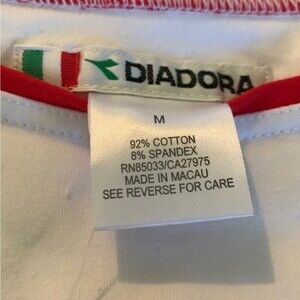 DIADORA
M
92% COTTON
8% SPANDEX
RN85033/CA27975
MADE IN MACAU
SEE REVERSE FOR CARE